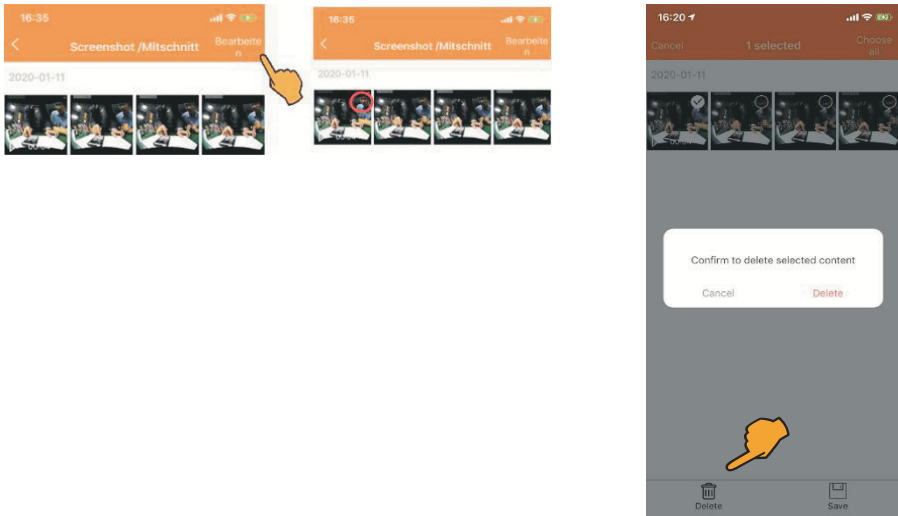 16:35
Screenshot /Mitschnitt
Bearbeite
n
2020-01-11
16:35
Screenshot /Mitschnitt
Bearbeite
n
2020-01-11
16:20
Cancel
1 selected
Choose
all
2020-01-11
Confirm to delete selected content
Cancel
Delete
Delete
Save